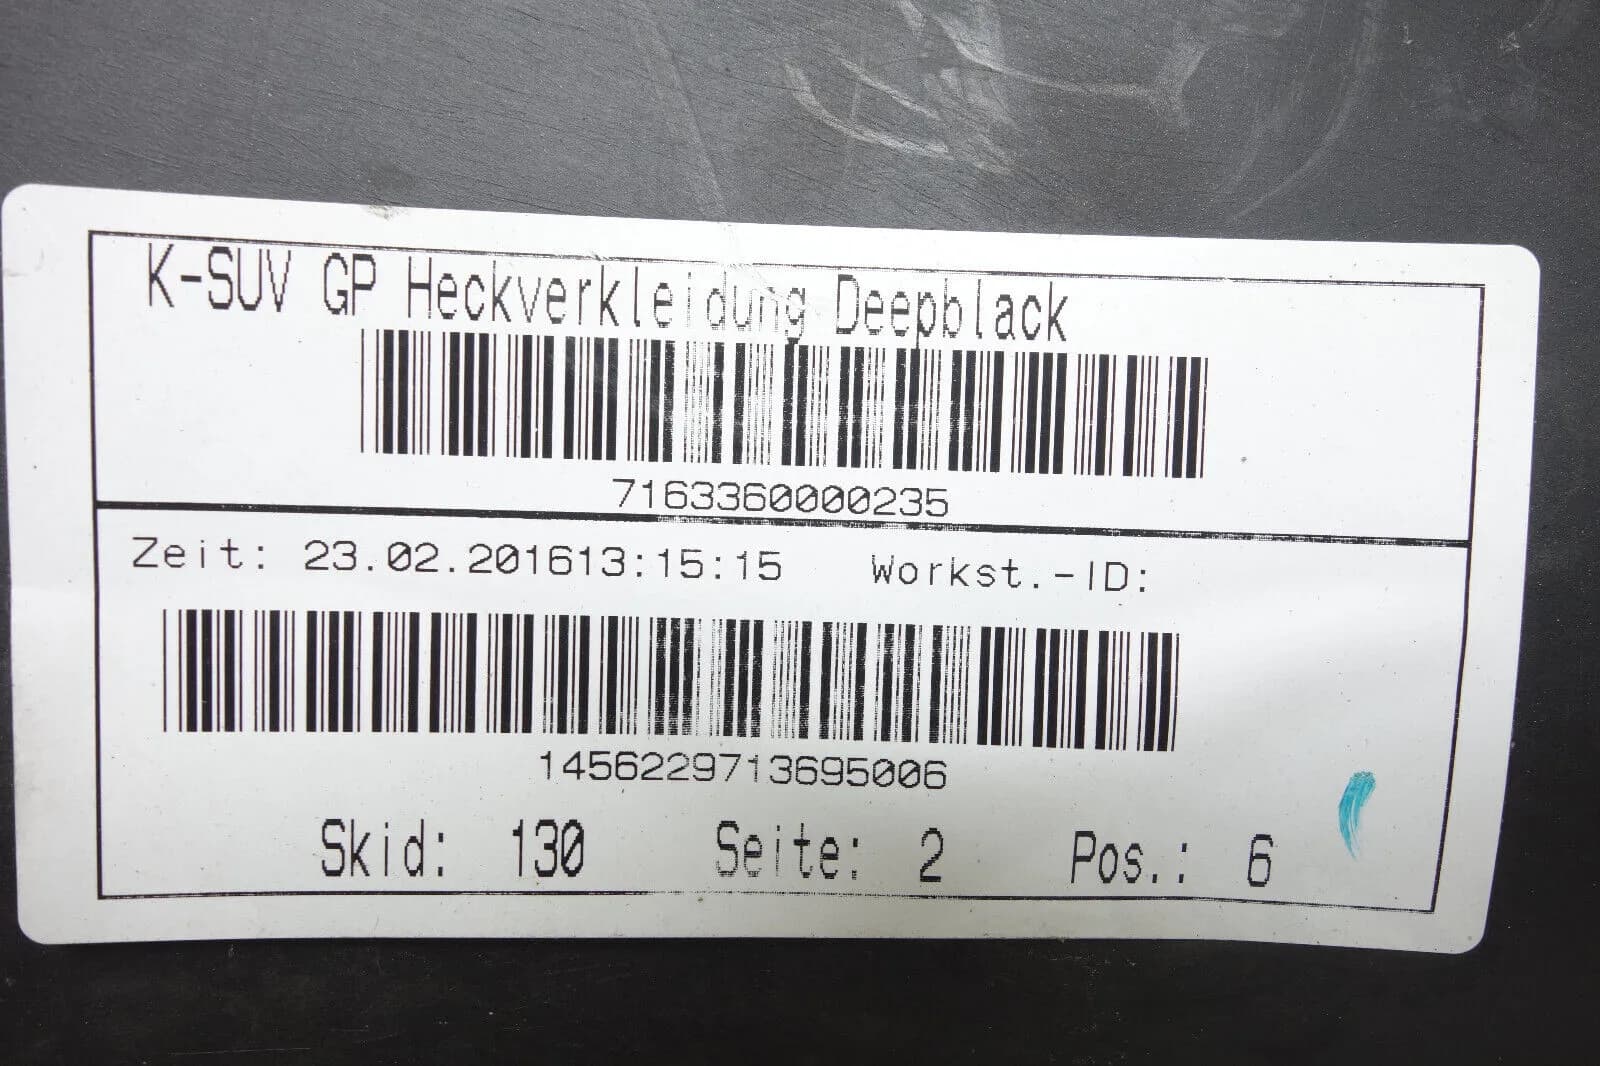 K-SUV GP Heckverkleidung Deepblack
7163360000235
Zeit: 23.02.201613:15:15 Workst.-ID:
1456229713695006
Skid: 130 Seite: 2 Pos.: 6